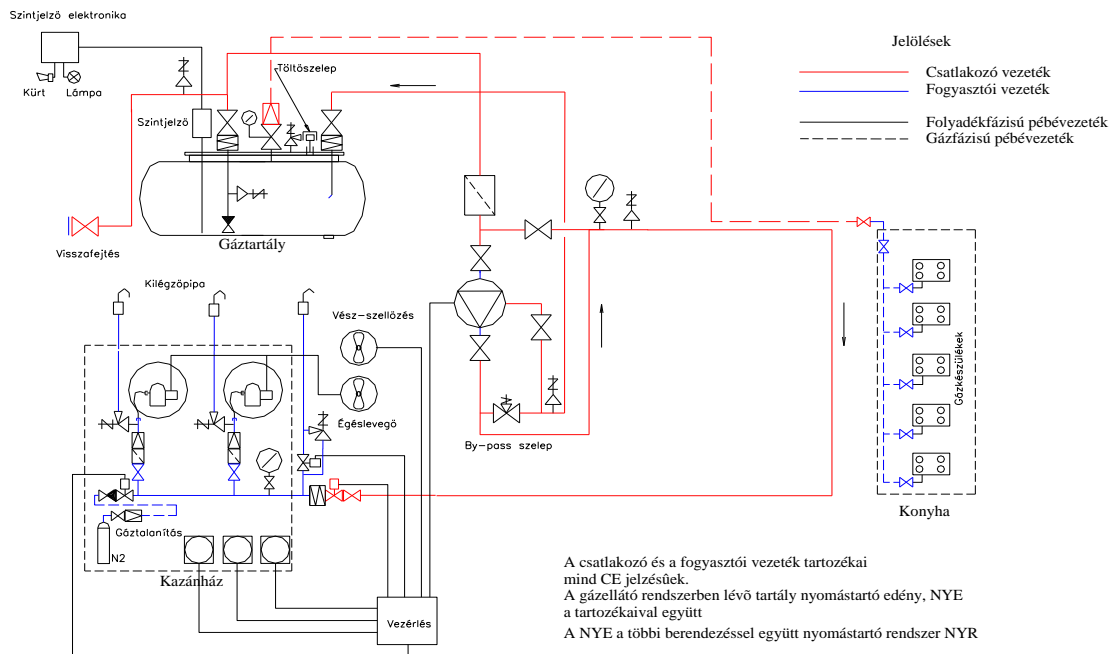 Szintjelző elektronika
Kürt
Lámpa
Töltőszelep
Szintjelző
Gáztartály
Visszafejtés
Jelölések
Csatlakozó vezeték
Fogyasztói vezeték
Folyadékfázisú pébévezeték
Gázfázisú pébévezeték
Kilégzőpipa
Vész-szellőzés
Égéslevegő
By-pass szelep
Gázkészülékek
Konyha
Gáztalanítás
N2
Kazánház
Vezérlés
A csatlakozó és a fogyasztói vezeték tartozékai
mind CE jelzésûek.
A gázellátó rendszerben lévõ tartály nyomástartó edény, NYE
a tartozékaival együtt
A NYE a többi berendezéssel együtt nyomástartó rendszer NYR